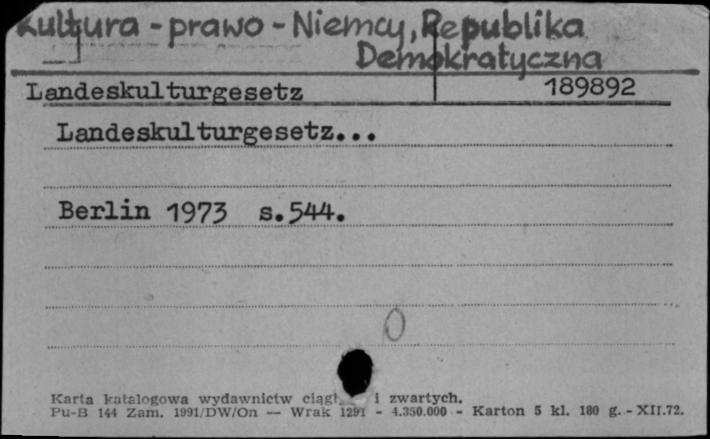 Kultura - prawo - Niemcy, Republika
Demokratyczna
Landeskulturgesetz 189892
Landeskulturgesetz...
Berlin 1973 s.544.
0
Karta katalogowa wydawnictw ciągł. i zwartych.
Pu-B 144 Zam. 1991/DW/On — Wrak 1291 - 4.350.000 - Karton 5 kl. 180 g. - XII.72.